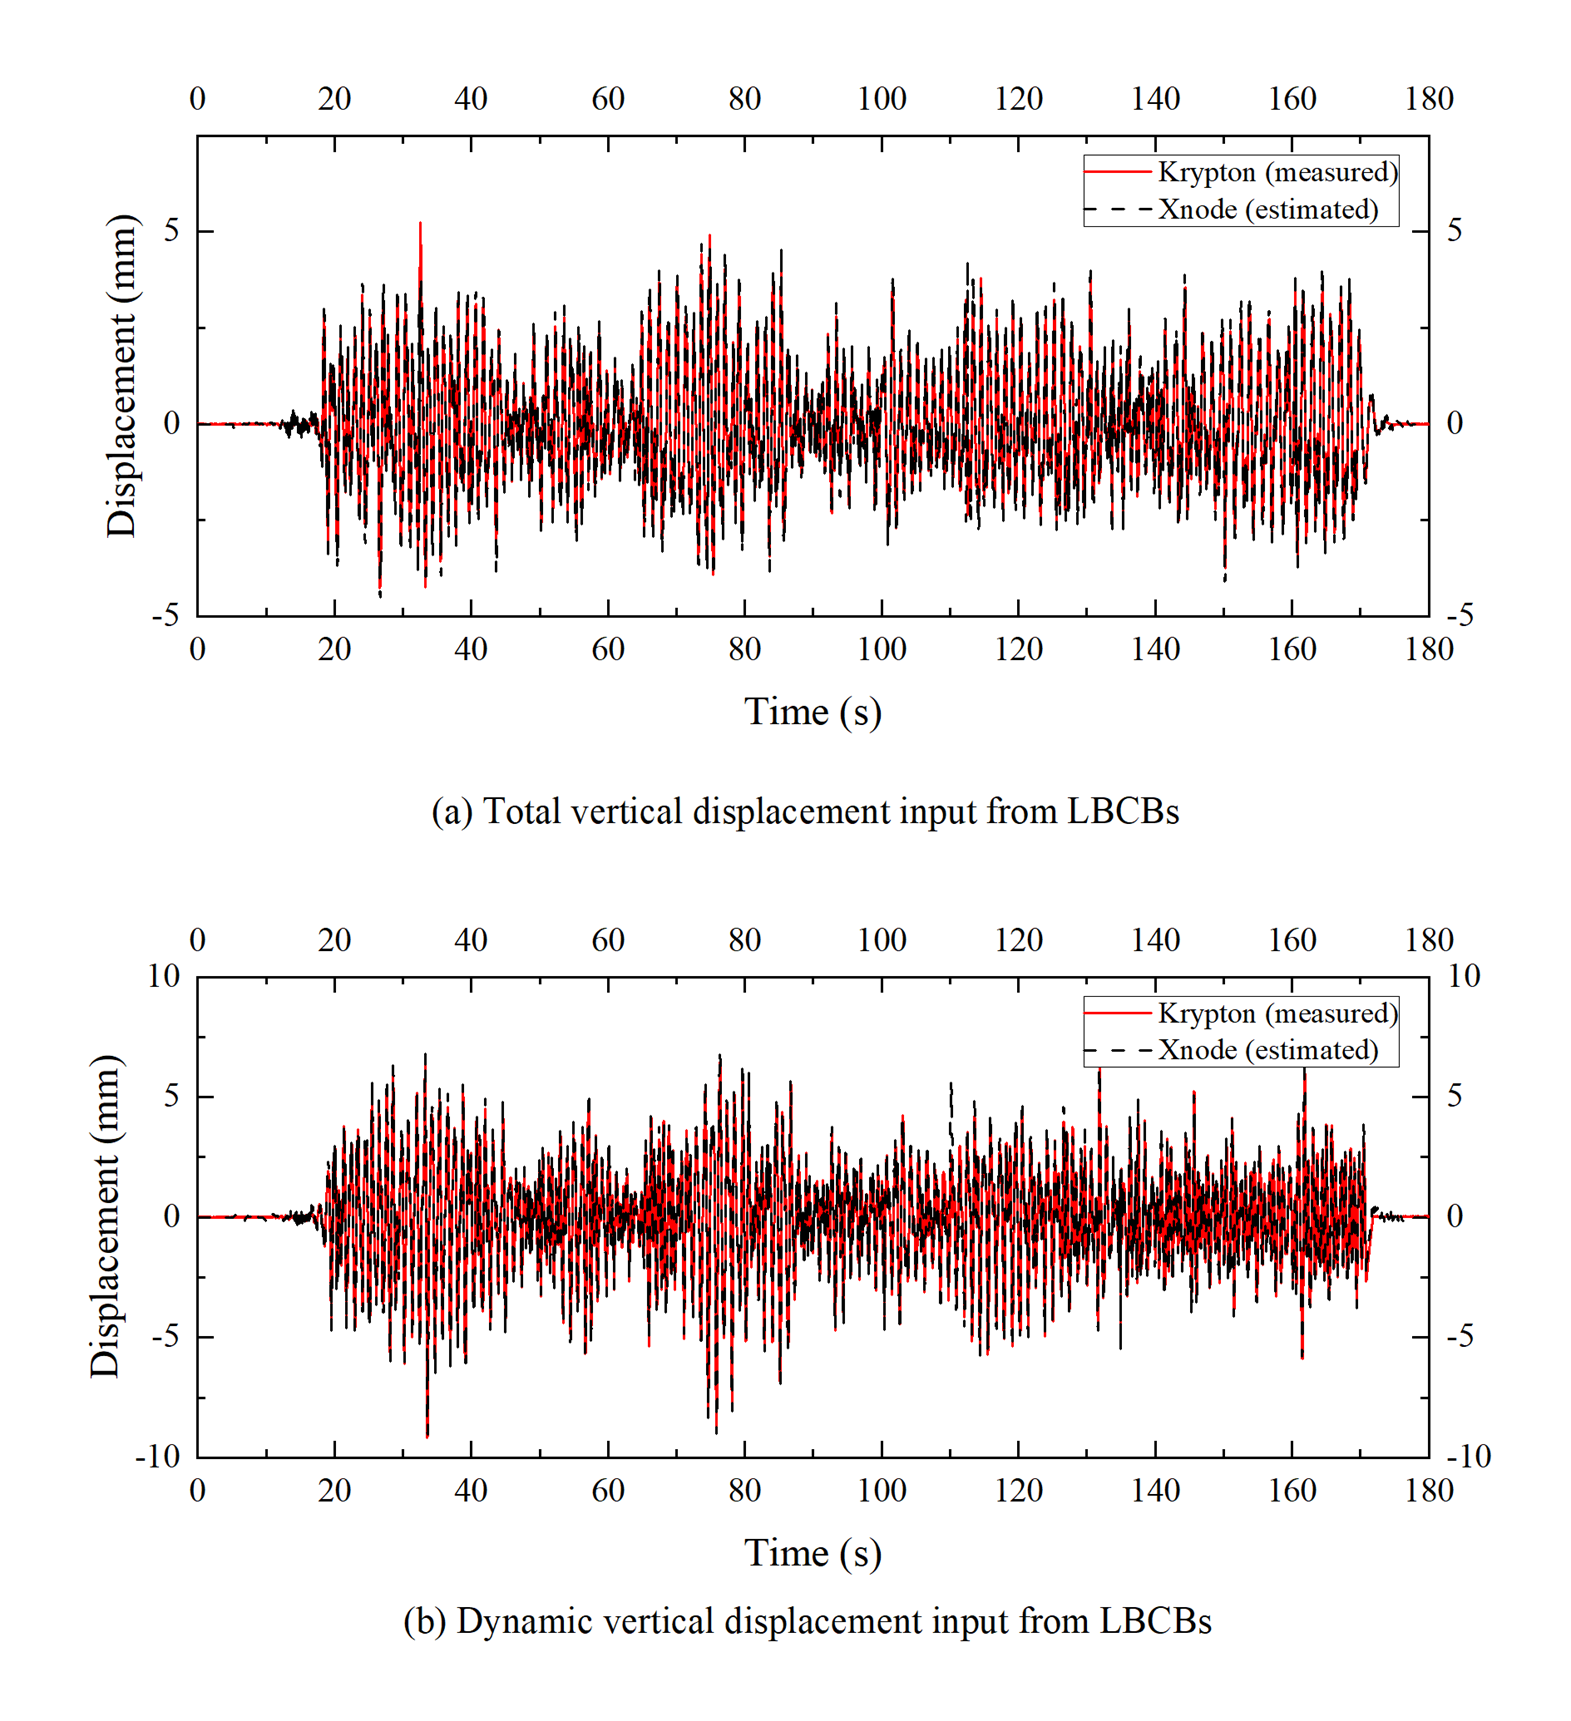 0 20 40 60 80 100 120 140 160 180
Krypton (measured)
Xnode (estimated)
5 5
0 0
-5 -5
Displacement (mm)
0 20 40 60 80 100 120 140 160 180
Time (s)
(a) Total vertical displacement input from LBCBs
0 20 40 60 80 100 120 140 160 180
10 10
Krypton (measured)
Xnode (estimated)
5 5
0 0
-5 -5
-10 -10
Displacement (mm)
0 20 40 60 80 100 120 140 160 180
Time (s)
(b) Dynamic vertical displacement input from LBCBs